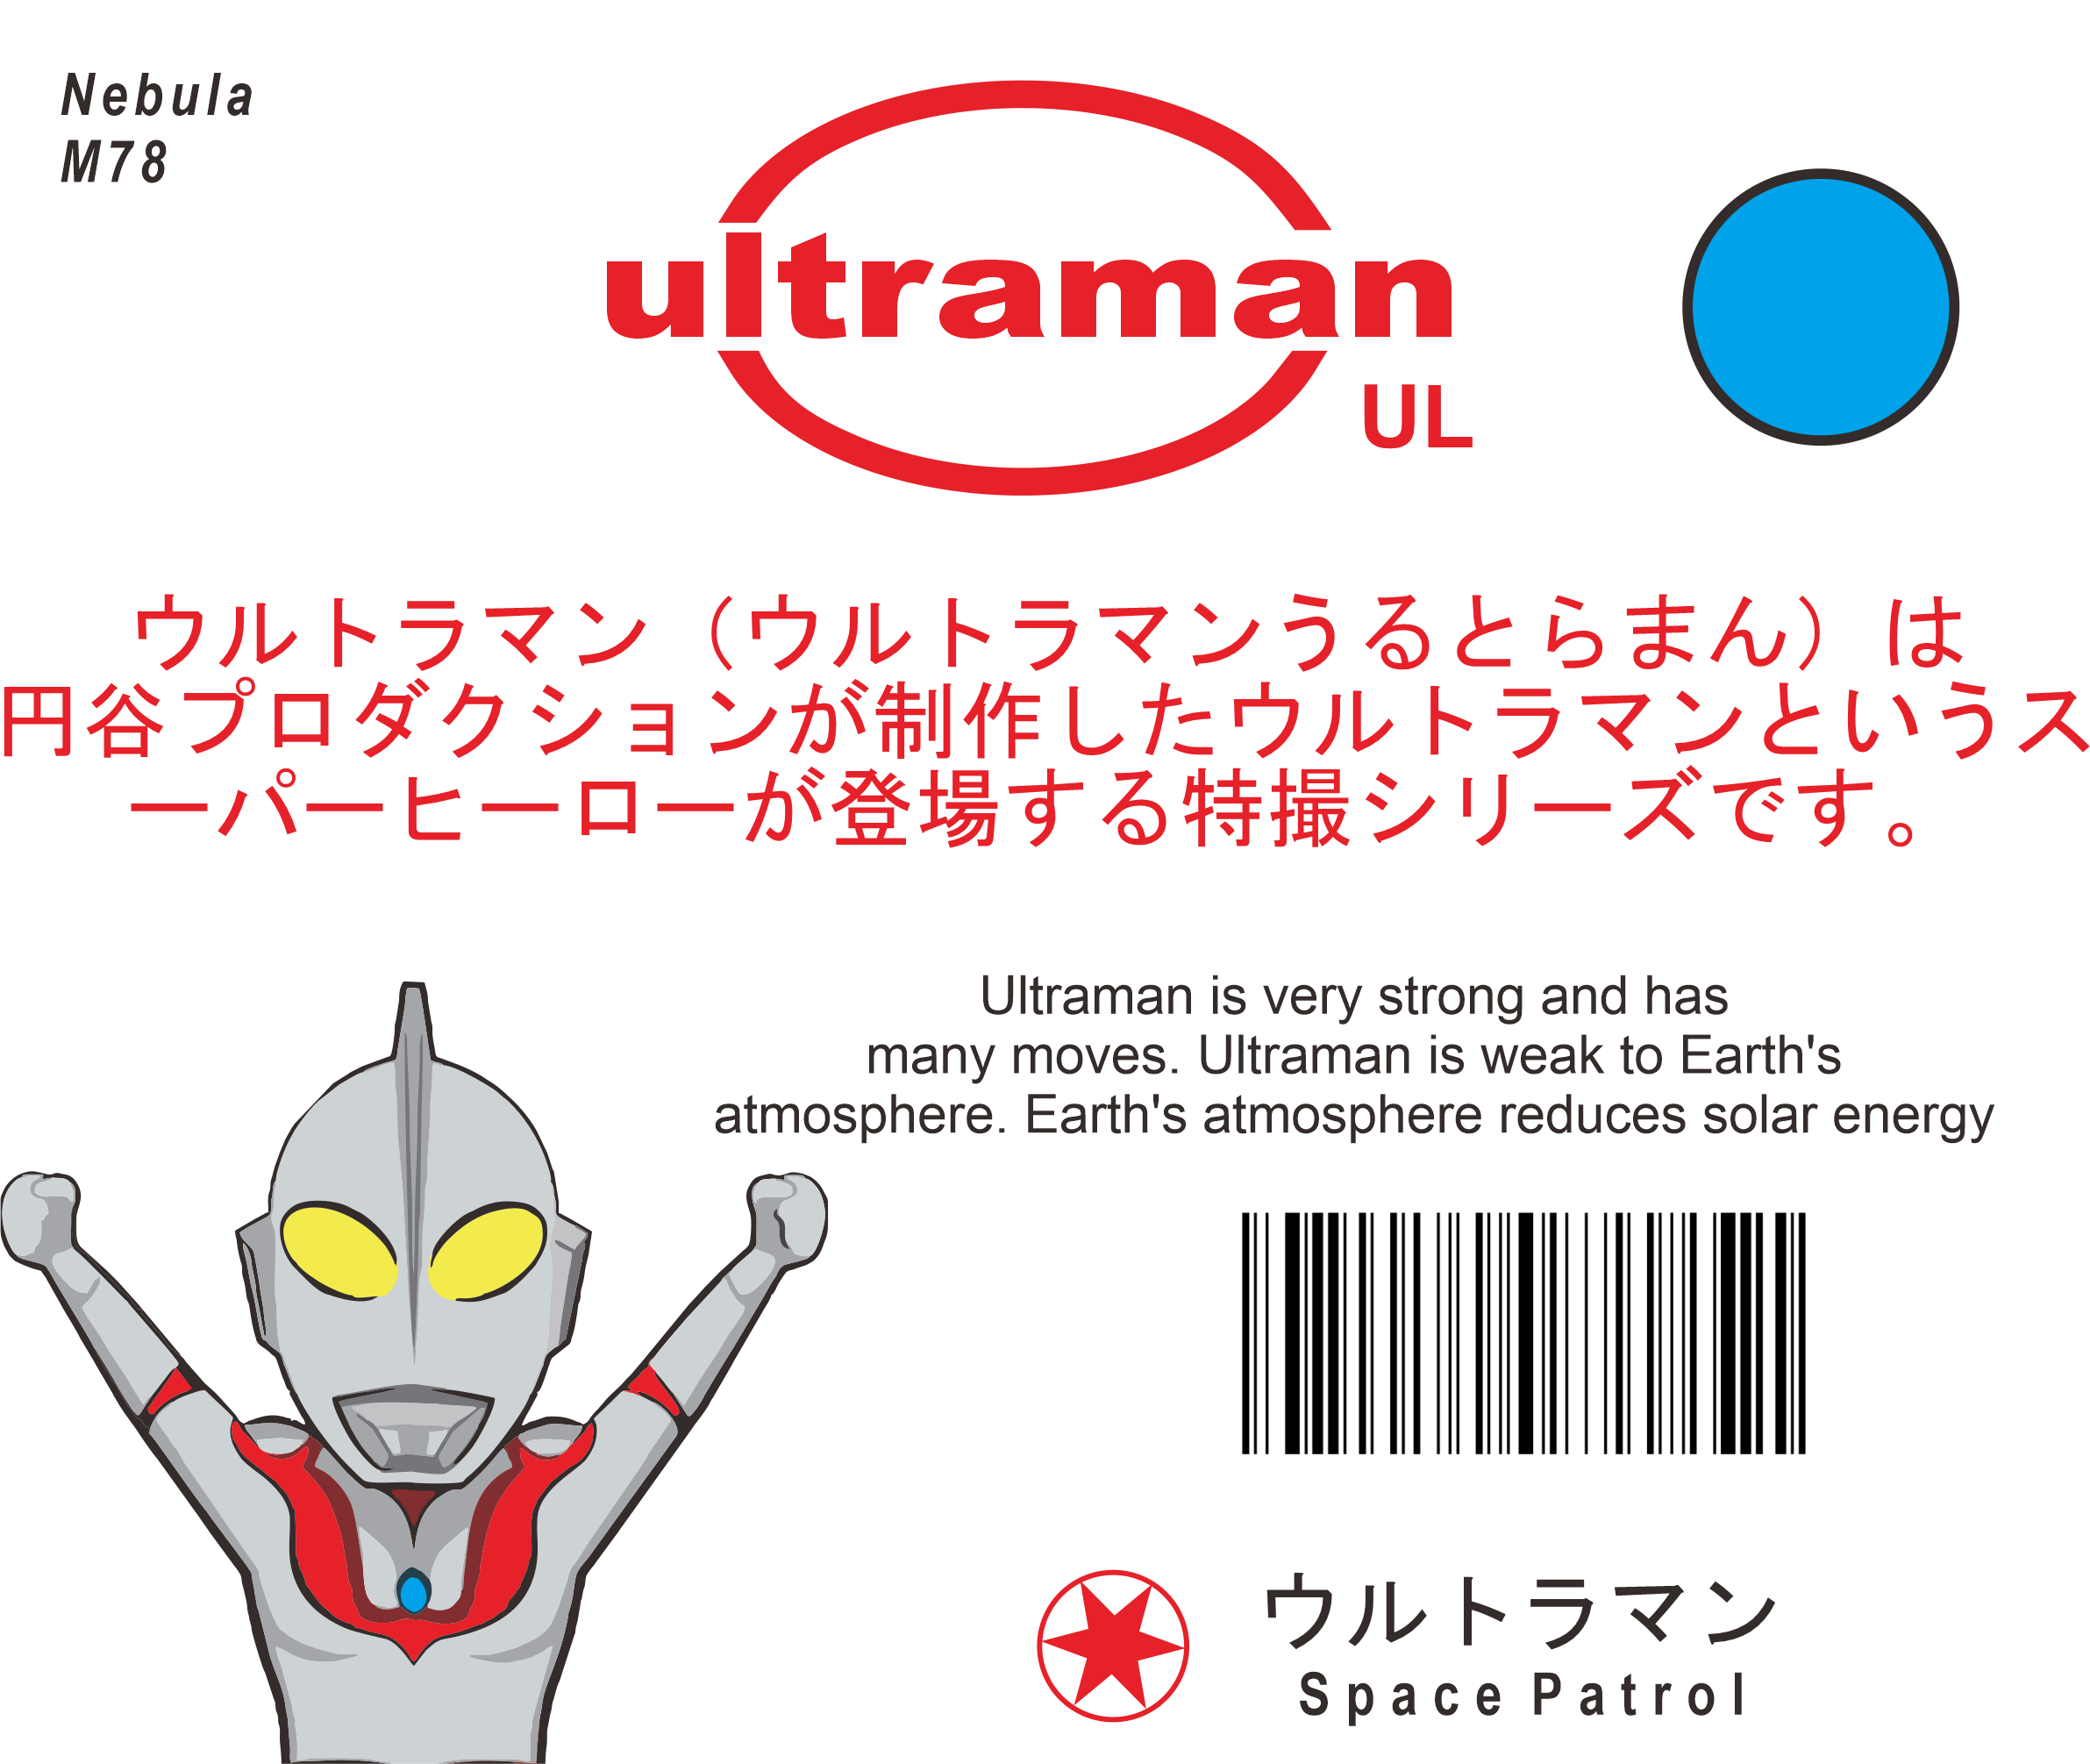 Nebula
M78
ultraman
UL
ウルトラマン（ウルトラマンうるとらまん）は
円谷プロダクションが制作したウルトラマンというス
ーパーヒーローが登場する特撮シリーズです。
Ultraman is very strong and has
many moves. Ultraman is weak to Earth's
atmosphere. Earth's atmosphere reduces solar energy
ウルトラマン
Space Patrol